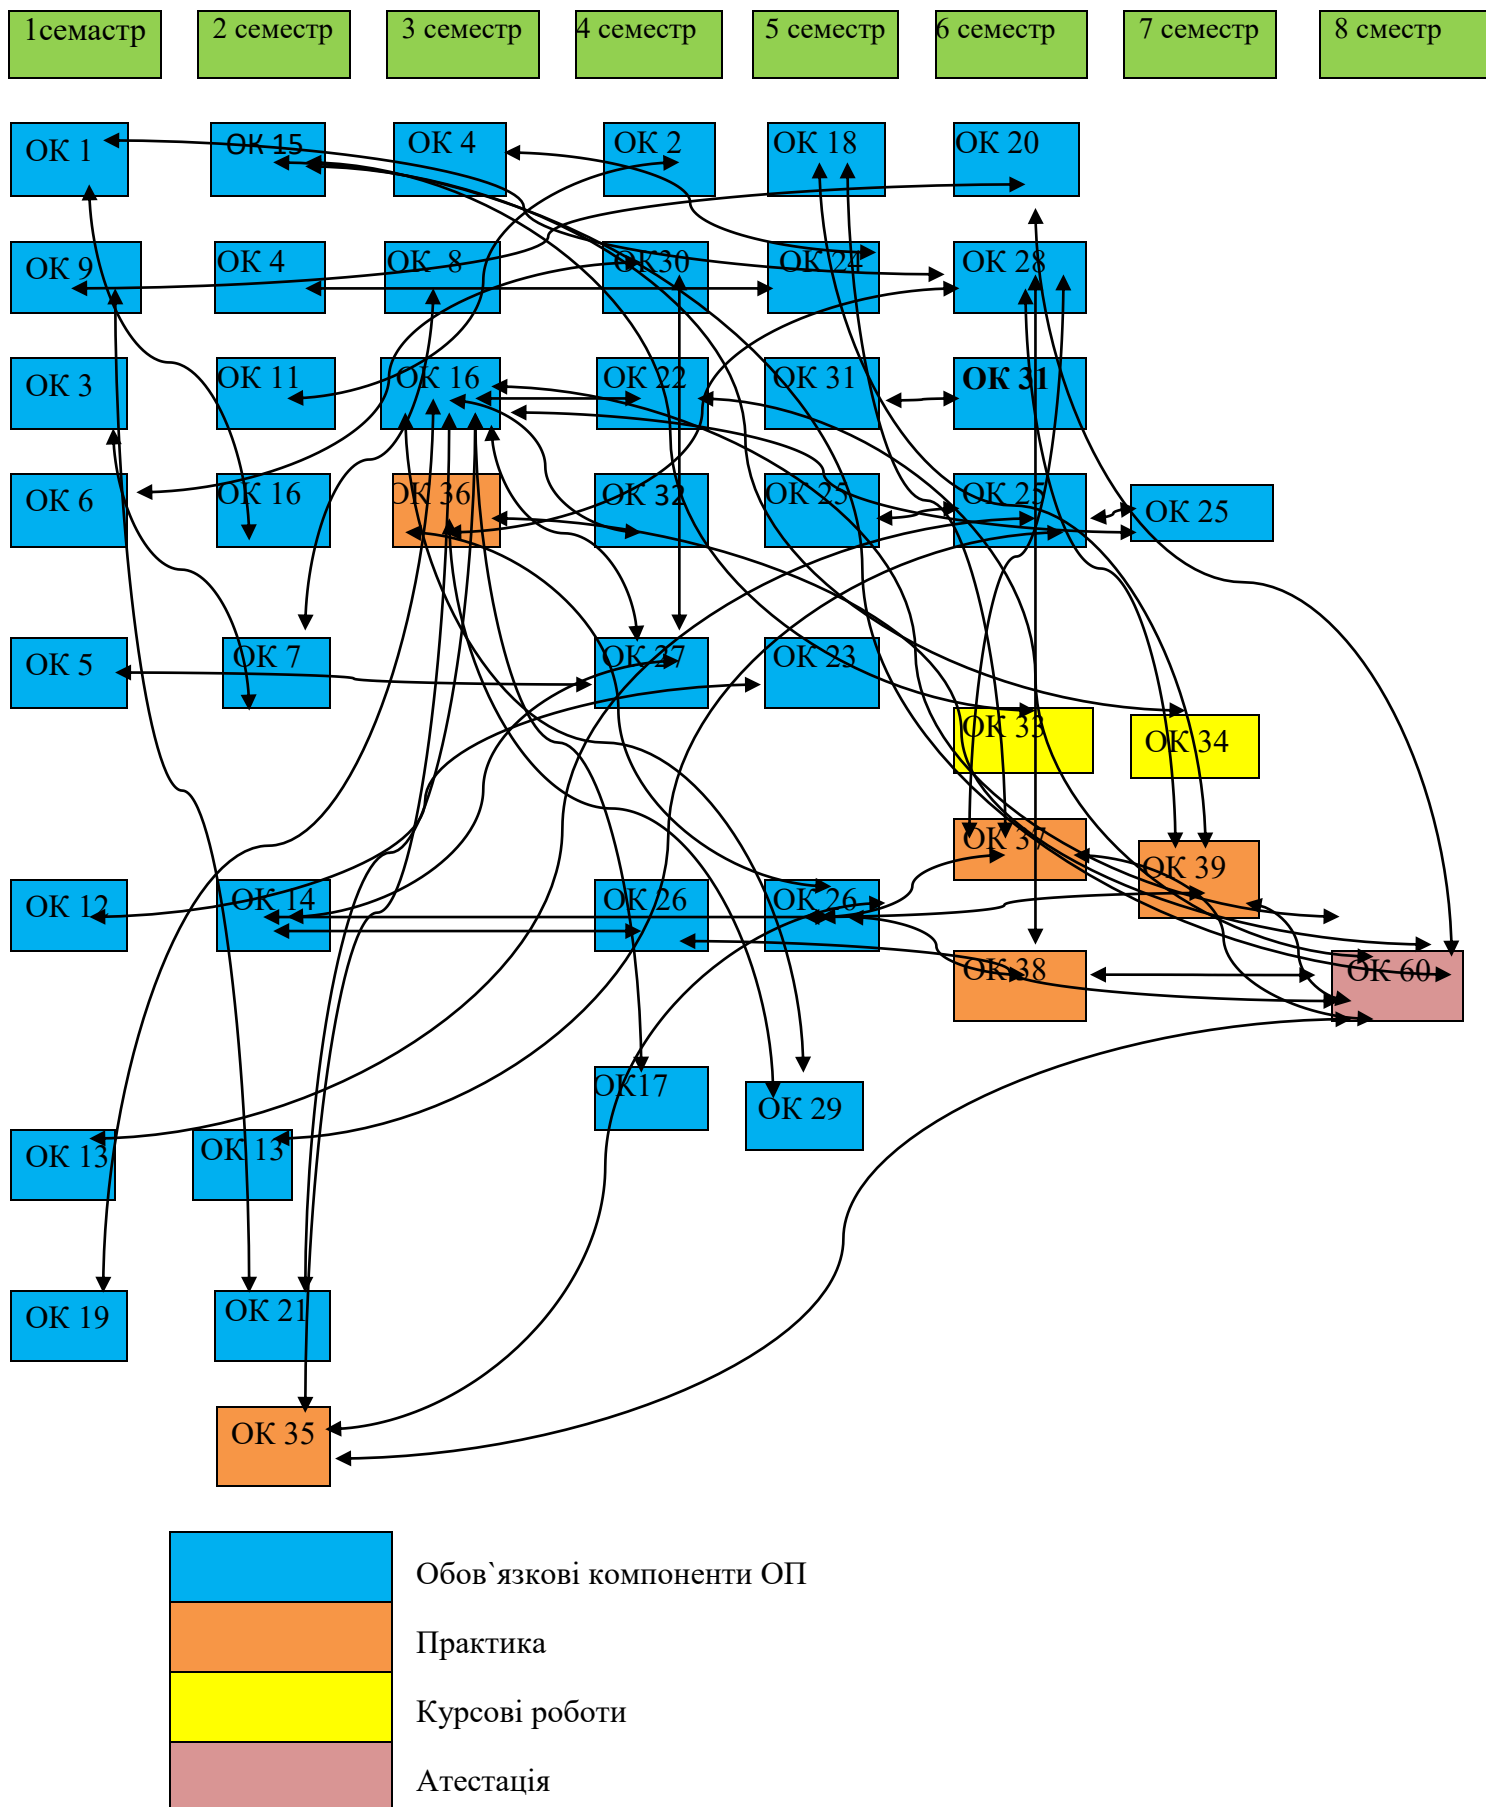 1семастр 2 семестр 3 семестр 4 семестр 5 семестр 6 семестр 7 семестр 8 сместр
ОК 1 ОК 15 ОК 4 ОК 2 ОК 18 ОК 20
ОК 9 ОК 4 ОК 8 ОК30 ОК 24 ОК 28
ОК 3 ОК 11 ОК 16 ОК 22 ОК 31 ОК 31
ОК 6 ОК 16 ОК 36 ОК 32 ОК 25 ОК 25 ОК 25
ОК 5 ОК 7 ОК 27 ОК 23
ОК 33 ОК 34
ОК 37 ОК 39
ОК 12 ОК 14 ОК 26 ОК 26
ОК 38 ОК 60
ОК17 ОК 29
ОК 13 ОК 13
ОК 19 ОК 21
ОК 35
Обов`язкові компоненти ОП
Практика
Курсові роботи
Атестація